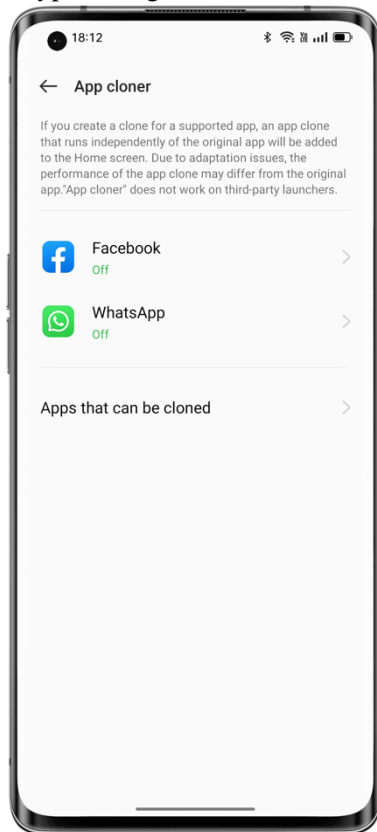 18:12
App cloner
If you create a clone for a supported app, an app clone
that runs independently of the original app will be added
to the Home screen. Due to adaptation issues, the
performance of the app clone may differ from the original
app."App cloner" does not work on third-party launchers.
Facebook
Off
WhatsApp
Off
Apps that can be cloned